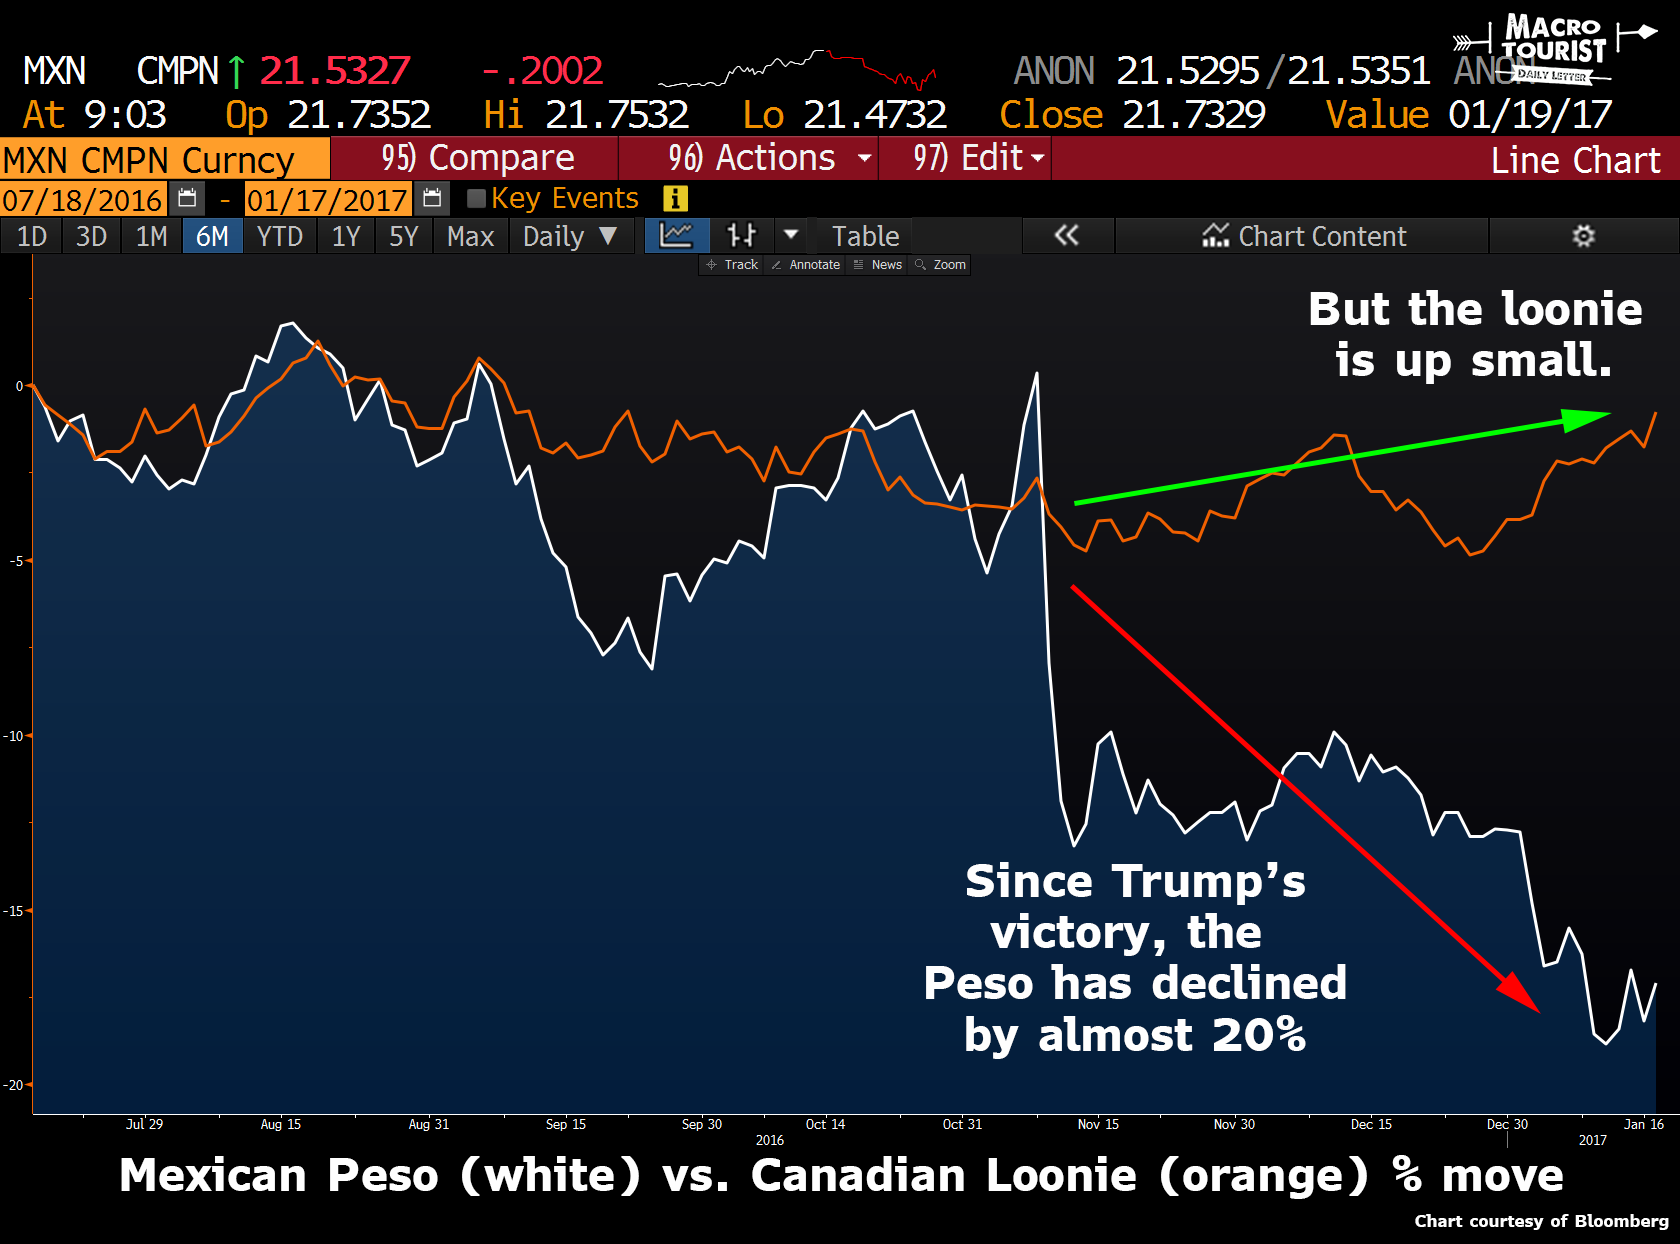 MACRO
TOURIST
DAILY LETTER
MXN CMPN↑ 21.5327 -.2002 ANON 21.5295/21.5351 ANON
At 9:03 Op 21.7352 Hi 21.7532 Lo 21.4732 Close 21.7329 Value 01/19/17
MXN CMPN Curncy 95) Compare 96) Actions 97) Edit Line Chart
07/18/2016 - 01/17/2017 Key Events i
1D 3D 1M 6M YTD 1Y 5Y Max Daily ▼ Table « Chart Content
Track Annotate News Zoom
But the loonie
is up small.
0
-5
-10
-15
-20
Since Trump's
victory, the
Peso has declined
by almost 20%
Jul 29 Aug 15 Aug 31 Sep 15 Sep 30 Oct 14 Oct 31 Nov 15 Nov 30 Dec 15 Dec 30 Jan 16
2016 2017
Mexican Peso (white) vs. Canadian Loonie (orange) % move
Chart courtesy of Bloomberg